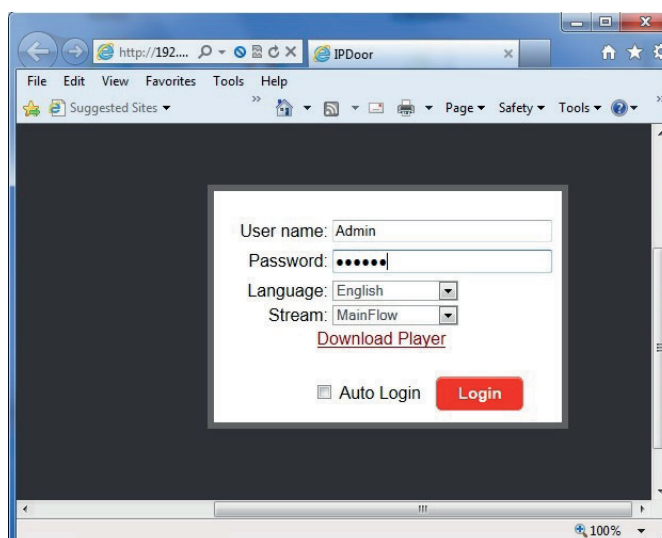 http://192.... IPDoor
File Edit View Favorites Tools Help
Suggested Sites » Page Safety Tools »
User name: Admin
Password: ••••••
Language: English
Stream: MainFlow
Download Player
Auto Login Login
100%